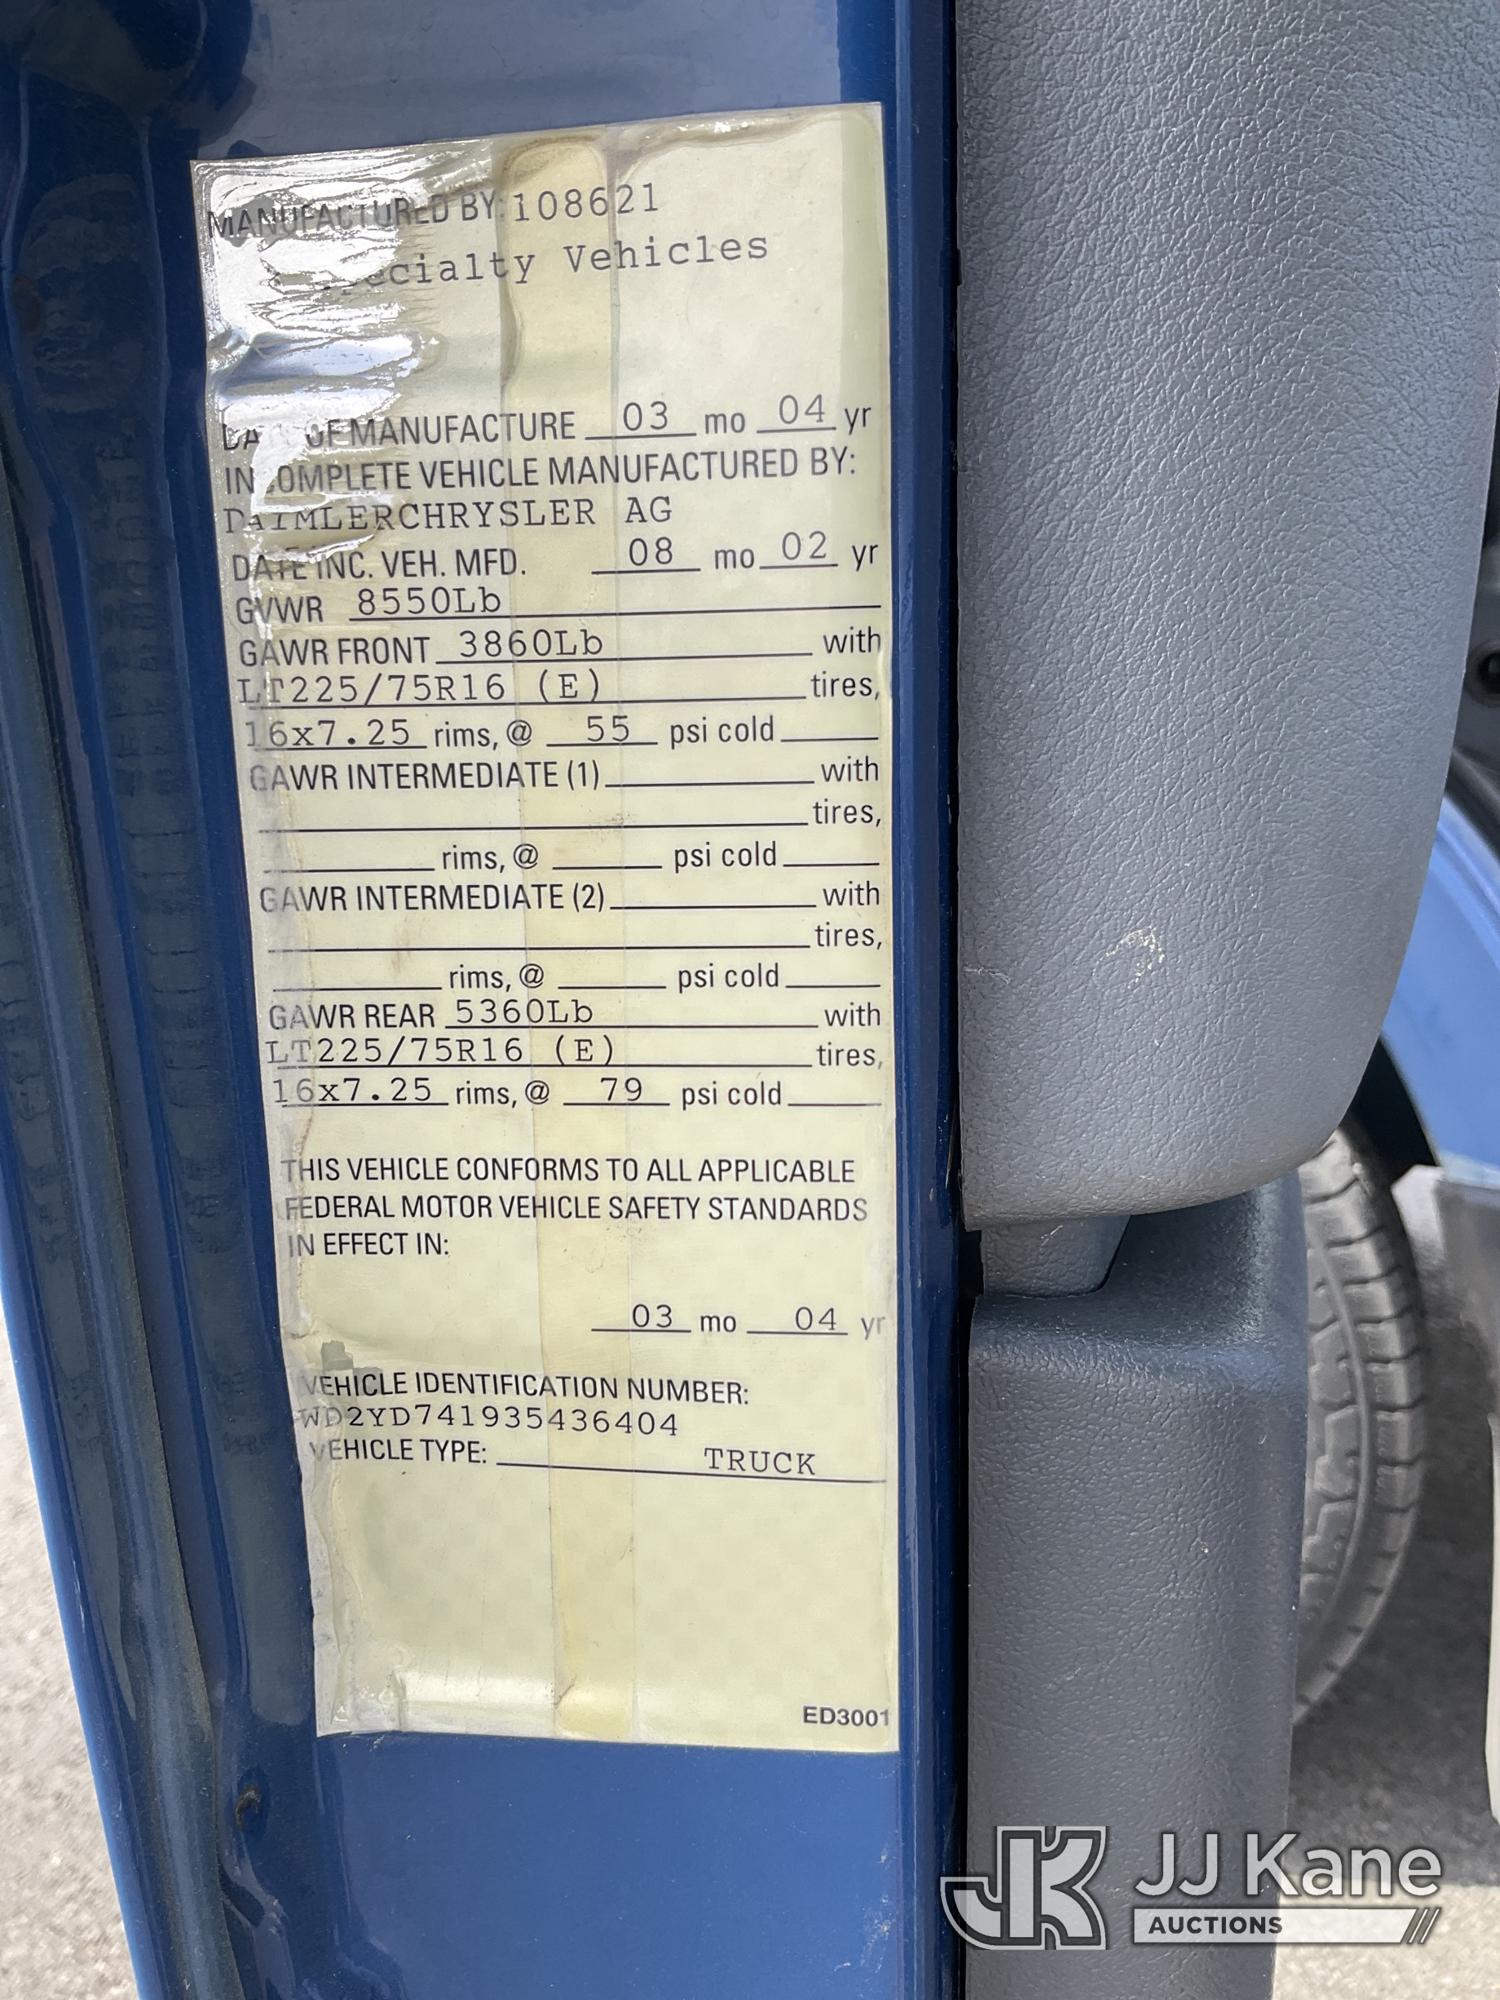 MANUFACTURED BY: 108621
Specialty Vehicles
DATE OF MANUFACTURE 03 mo 04 yr
INCOMPLETE VEHICLE MANUFACTURED BY:
DAIMLERCHRYSLER AG
DATE INC. VEH. MFD. 08 mo 02 yr
GVWR 8550Lb
GAWR FRONT 3860Lb with
LT225/75R16 (E) tires,
16x7.25 rims, @ 55 psi cold
GAWR INTERMEDIATE (1) with
tires,
rims, @ psi cold
GAWR INTERMEDIATE (2) with
tires,
rims, @ psi cold
GAWR REAR 5360Lb with
LT225/75R16 (E) tires,
16x7.25 rims, @ 79 psi cold
THIS VEHICLE CONFORMS TO ALL APPLICABLE
FEDERAL MOTOR VEHICLE SAFETY STANDARDS
IN EFFECT IN:
03 mo 04 yr
VEHICLE IDENTIFICATION NUMBER:
WD2YD741935436404
VEHICLE TYPE: TRUCK
ED3001
JK JJ Kane
AUCTIONS